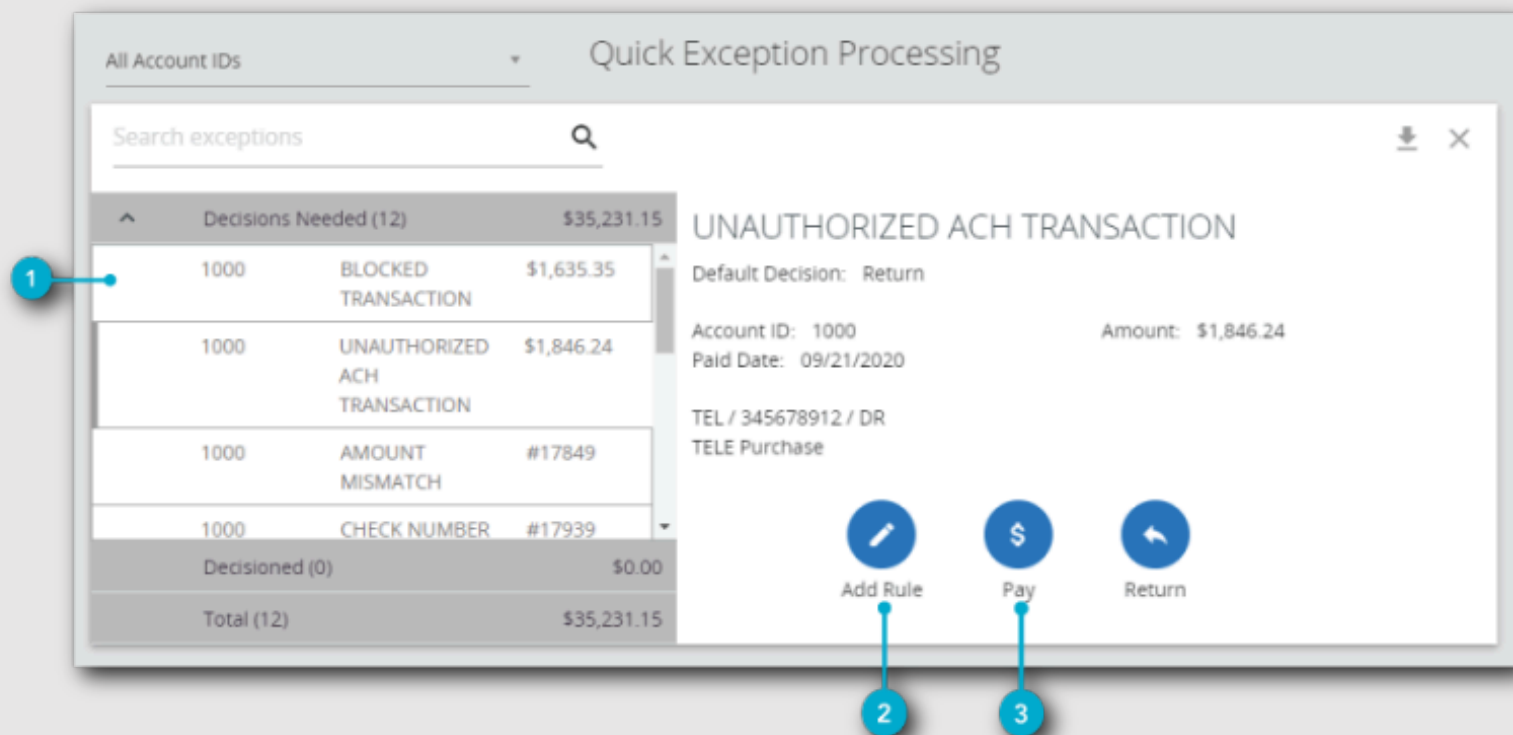 All Account IDs
Quick Exception Processing
Search exceptions
Decisions Needed (12) $35,231.15
1000 BLOCKED $1,635.35
TRANSACTION
1000 UNAUTHORIZED $1,846.24
ACH
TRANSACTION
1000 AMOUNT #17849
MISMATCH
1000 CHECK NUMBER #17939
Decisioned (0) $0.00
Total (12) $35,231.15
UNAUTHORIZED ACH TRANSACTION
Default Decision: Return
Account ID: 1000 Amount: $1,846.24
Paid Date: 09/21/2020
TEL / 345678912 / DR
TELE Purchase
$
Add Rule Pay Return
1
2 3